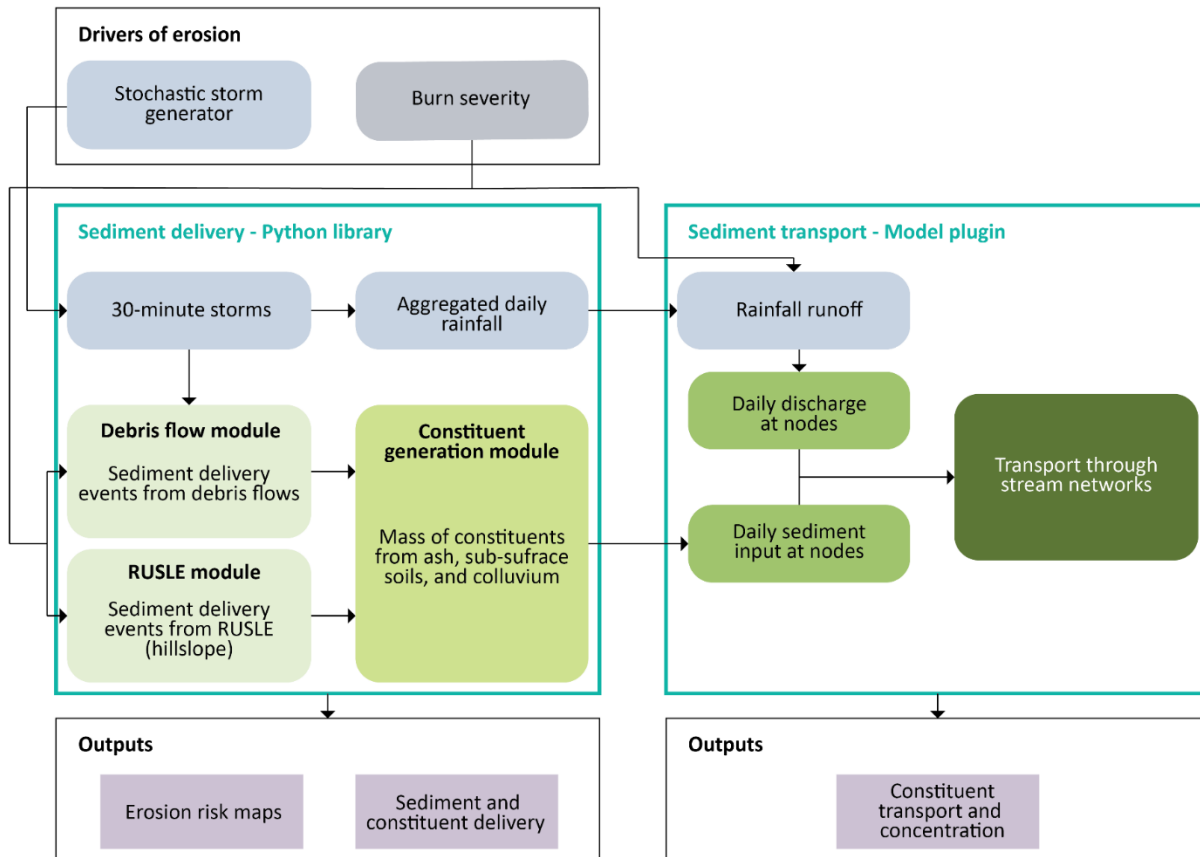 Drivers of erosion
Stochastic storm
generator
Burn severity
Sediment delivery - Python library
30-minute storms
Aggregated daily
rainfall
Debris flow module
Sediment delivery
events from debris flows
RUSLE module
Sediment delivery
events from RUSLE
(hillslope)
Constituent
generation module
Mass of constituents
from ash, sub-sufrace
soils, and colluvium
Sediment transport - Model plugin
Rainfall runoff
Daily discharge
at nodes
Daily sediment
input at nodes
Transport through
stream networks
Outputs
Erosion risk maps
Sediment and
constituent delivery
Outputs
Constituent
transport and
concentration